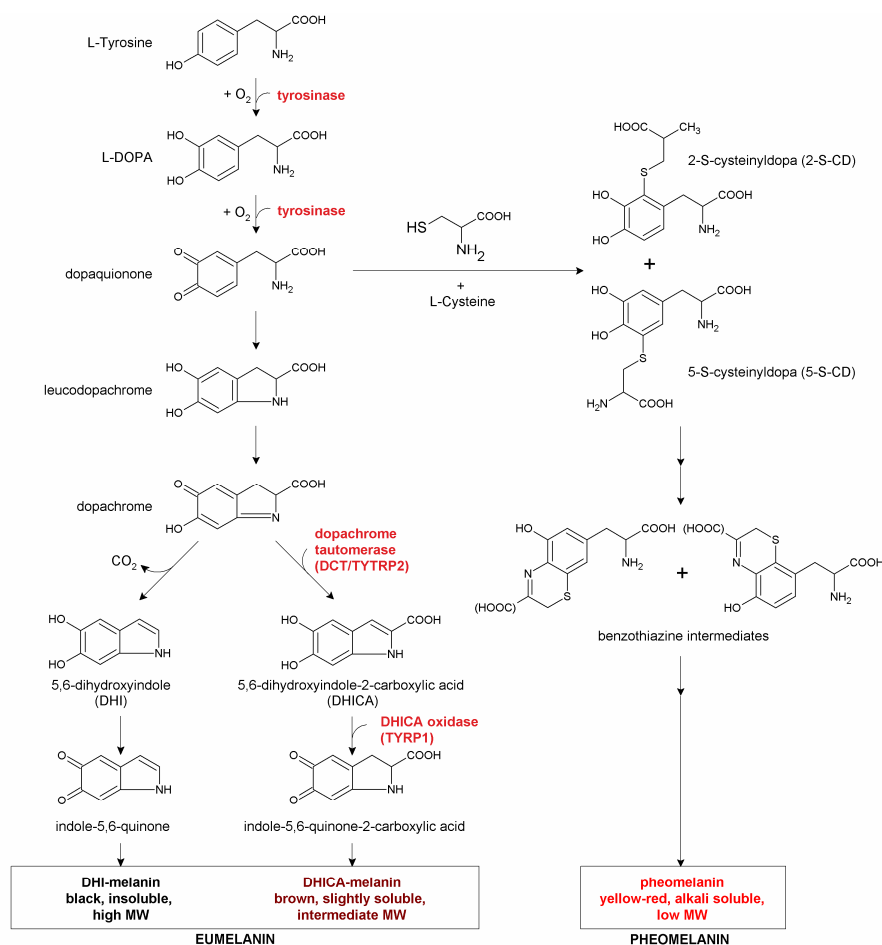 COOH
L-Tyrosine
NH2
HO
+ O2 tyrosinase
HO
COOH
L-DOPA
NH2
HO
+ O2 tyrosinase
O
COOH
dopaquionone
NH2
O
HS
COOH
NH2
+
L-Cysteine
HOOC
CH3
S
2-S-cysteinyldopa (2-S-CD)
HO
COOH
NH2
HO
+
HO
COOH
HO
NH2
S
5-S-cysteinyldopa (5-S-CD)
H2N
COOH
HO
COOH
leucodopachrome
HO
NH
O
COOH
dopachrome
HO
N
CO2
dopachrome
tautomerase
(DCT/TYTRP2)
HO
COOH
N
NH2
(HOOC)
S
+
(HOOC)
S
N
COOH
HO
NH2
benzothiazine intermediates
HO
HO
NH
5,6-dihydroxyindole
(DHI)
HO
COOH
HO
NH
5,6-dihydroxyindole-2-carboxylic acid
(DHICA)
DHICA oxidase
(TYRP1)
O
O
NH
indole-5,6-quinone
O
COOH
O
NH
indole-5,6-quinone-2-carboxylic acid
DHI-melanin
black, insoluble,
high MW
DHICA-melanin
brown, slightly soluble,
intermediate MW
EUMELANIN
pheomelanin
yellow-red, alkali soluble,
low MW
PHEOMELANIN